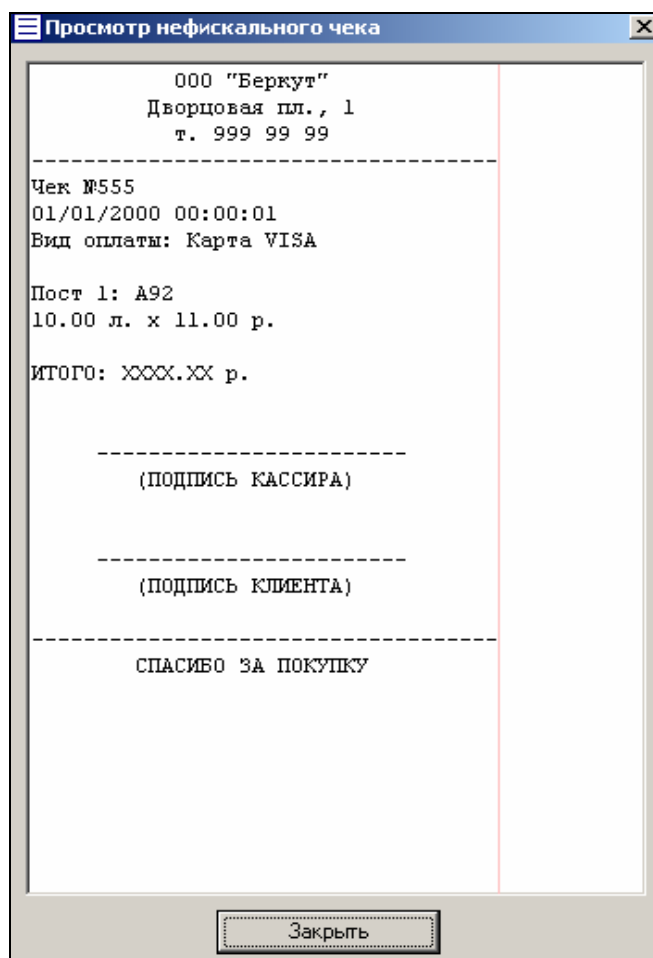 Просмотр нефискального чека
ООО "Беркут"
Дворцовая пл., 1
т. 999 99 99
-----------------------------------
Чек №555
01/01/2000 00:00:01
Вид оплаты: Карта VISA
Пост 1: А92
10.00 л. x 11.00 р.
ИТОГО: XXXX.XX р.
-----------------------
(ПОДПИСЬ КАССИРА)
-----------------------
(ПОДПИСЬ КЛИЕНТА)
-----------------------------------
СПАСИБО ЗА ПОКУПКУ
Закрыть